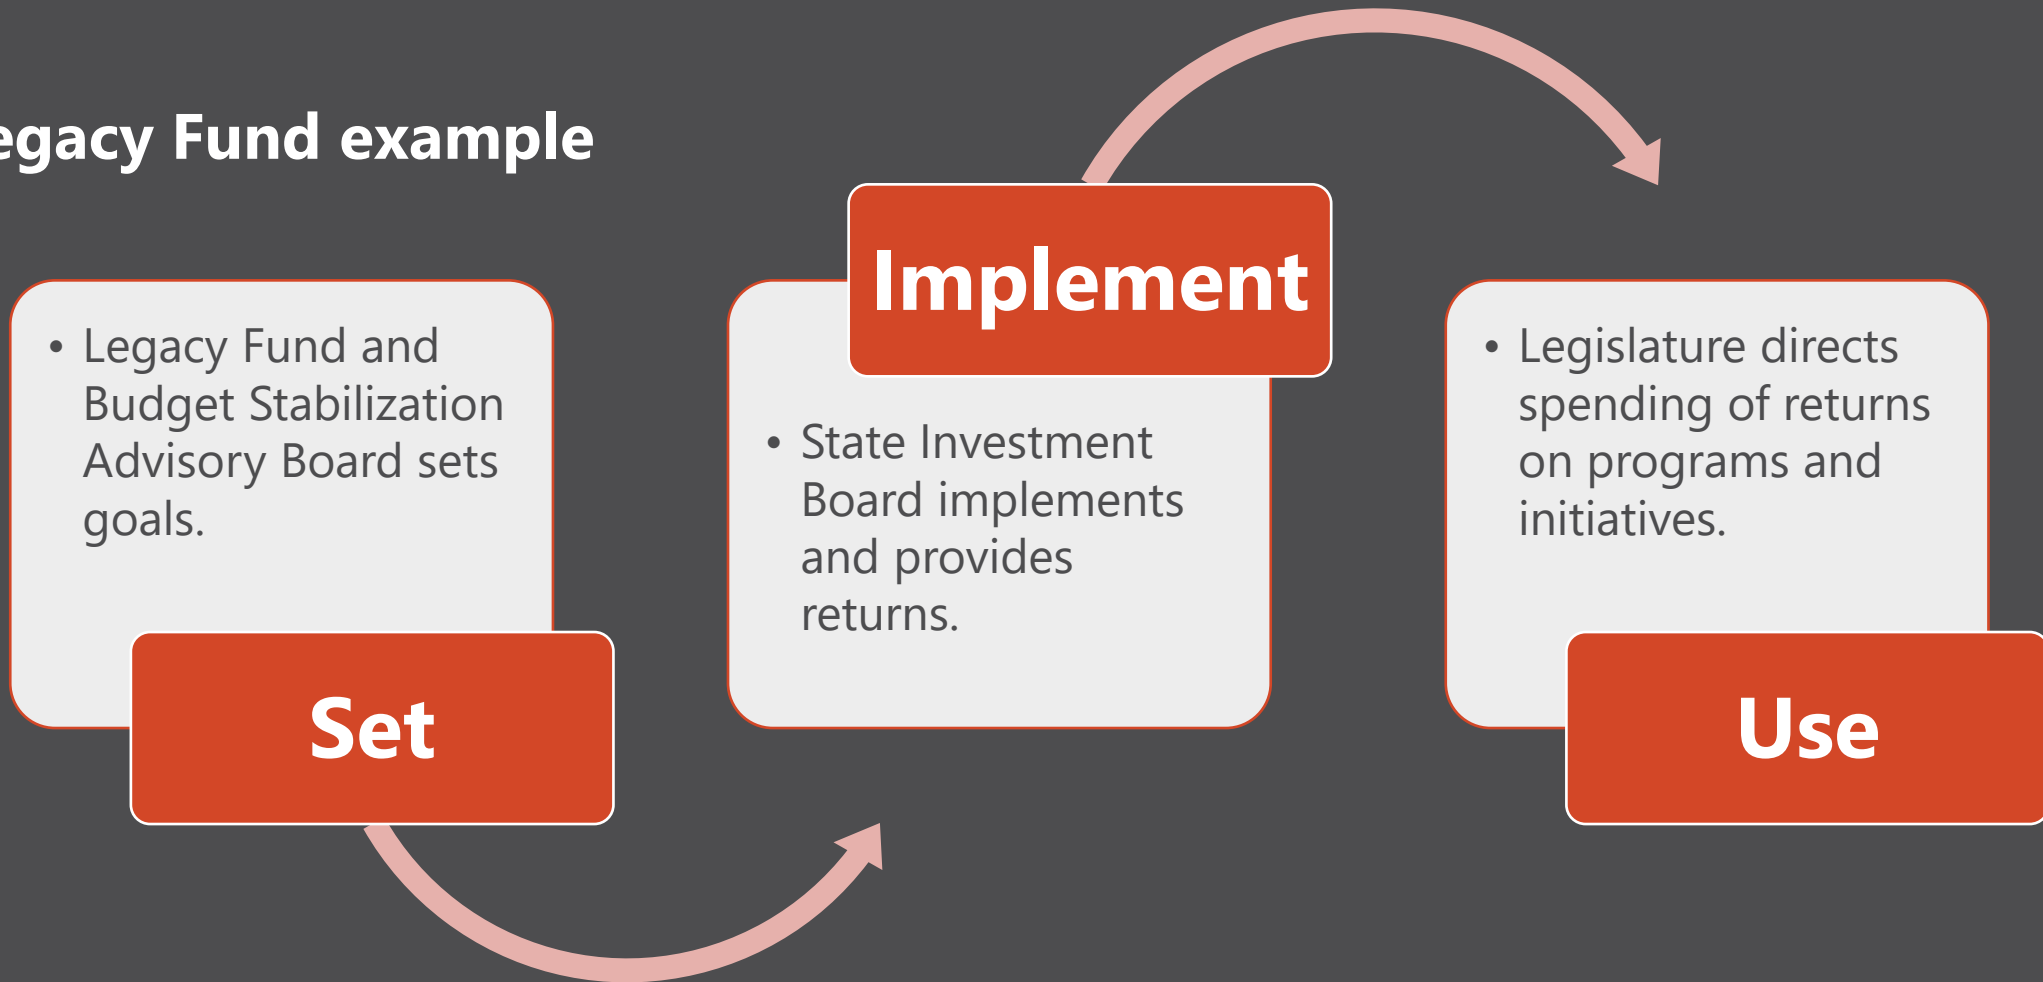 egacy Fund example
• Legacy Fund and
Budget Stabilization
Advisory Board sets
goals.
Set
Implement
• State Investment
Board implements
and provides
returns.
• Legislature directs
spending of returns
on programs and
initiatives.
Use